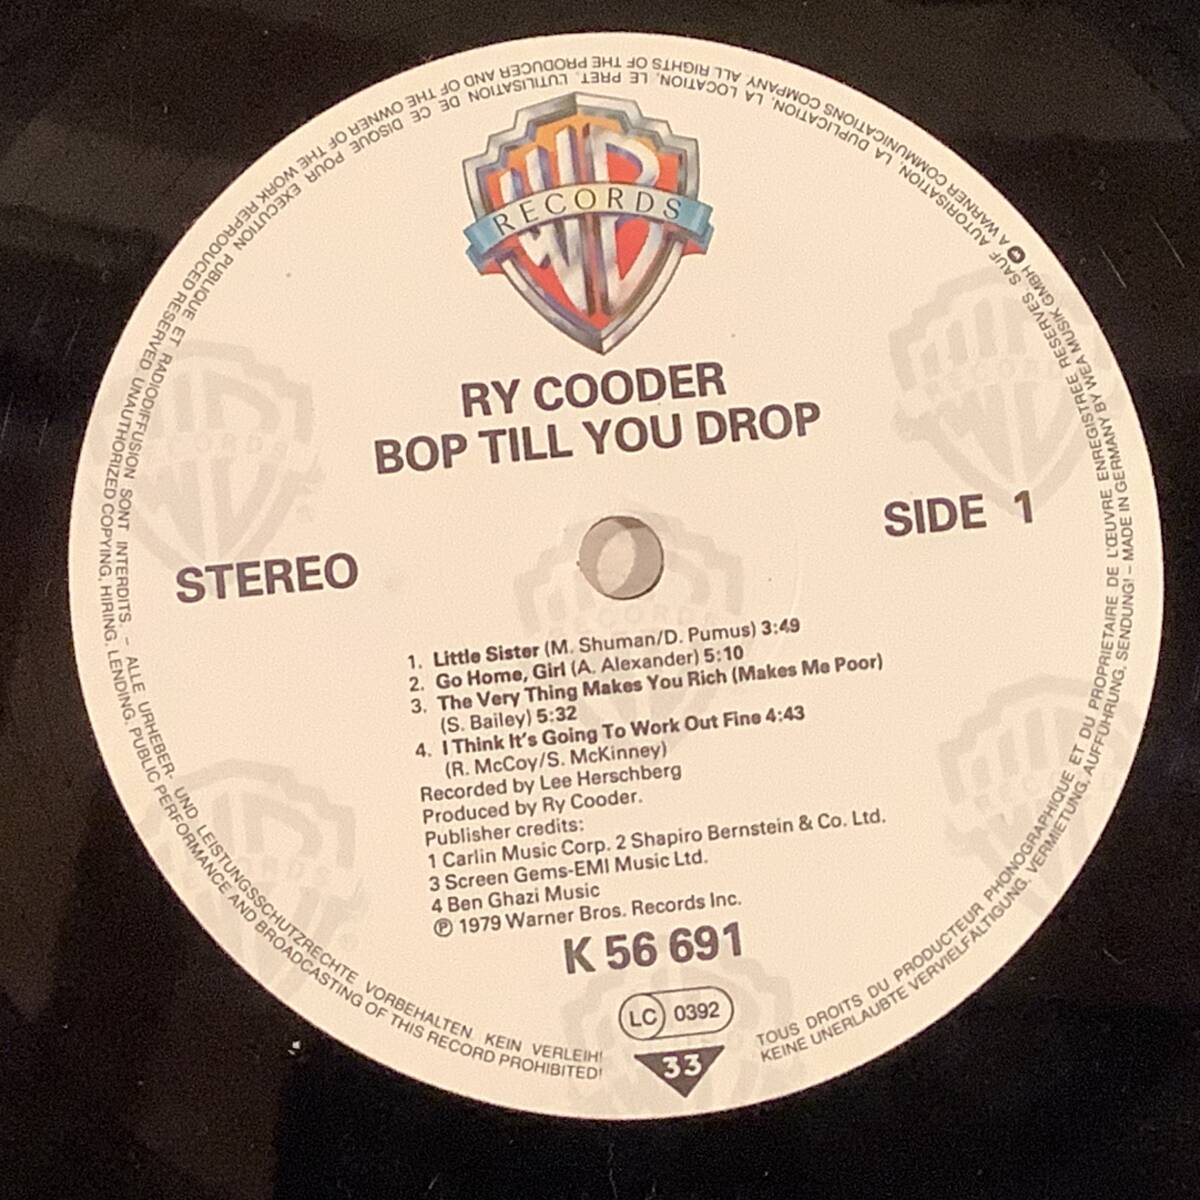 WB
RECORDS
RY COODER
BOP TILL YOU DROP
STEREO
SIDE 1
1. Little Sister (M. Shuman/D. Pumus) 3:49
2. Go Home, Girl (A. Alexander) 5:10
3. The Very Thing Makes You Rich (Makes Me Poor)
(S. Bailey) 5:32
4. I Think It's Going To Work Out Fine 4:43
(R. McCoy/S. McKinney)
Recorded by Lee Herschberg
Produced by Ry Cooder.
Publisher credits:
1 Carlin Music Corp. 2 Shapiro Bernstein & Co. Ltd.
3 Screen Gems-EMI Music Ltd.
4 Ben Ghazi Music
℗ 1979 Warner Bros. Records Inc.
K 56 691
LC 0392
33
TOUS DROITS DU PRODUCTEUR PHONOGRAPHIQUE ET DU PROPRIETAIRE DE L'ŒUVRE ENREGISTREE RESERVES. SAUF AUTORISATION, LA DUPLICATION, LA LOCATION, LE PRET, L'UTILISATION DE CE DISQUE POUR EXECUTION PUBLIQUE ET RADIODIFFUSION SONT INTERDITS. – ALLE URHEBER- UND LEISTUNGSSCHUTZRECHTE VORBEHALTEN. KEIN VERLEIH!
KEINE UNERLAUBTE VERVIELFÄLTIGUNG, VERMIETUNG, AUFFÜHRUNG, SENDUNG! – MADE IN GERMANY BY WEA MUSIK GMBH A WARNER COMMUNICATIONS COMPANY. ALL RIGHTS OF THE PRODUCER AND OF THE OWNER OF THE WORK REPRODUCED RESERVED. UNAUTHORIZED COPYING, HIRING, LENDING, PUBLIC PERFORMANCE AND BROADCASTING OF THIS RECORD PROHIBITED!